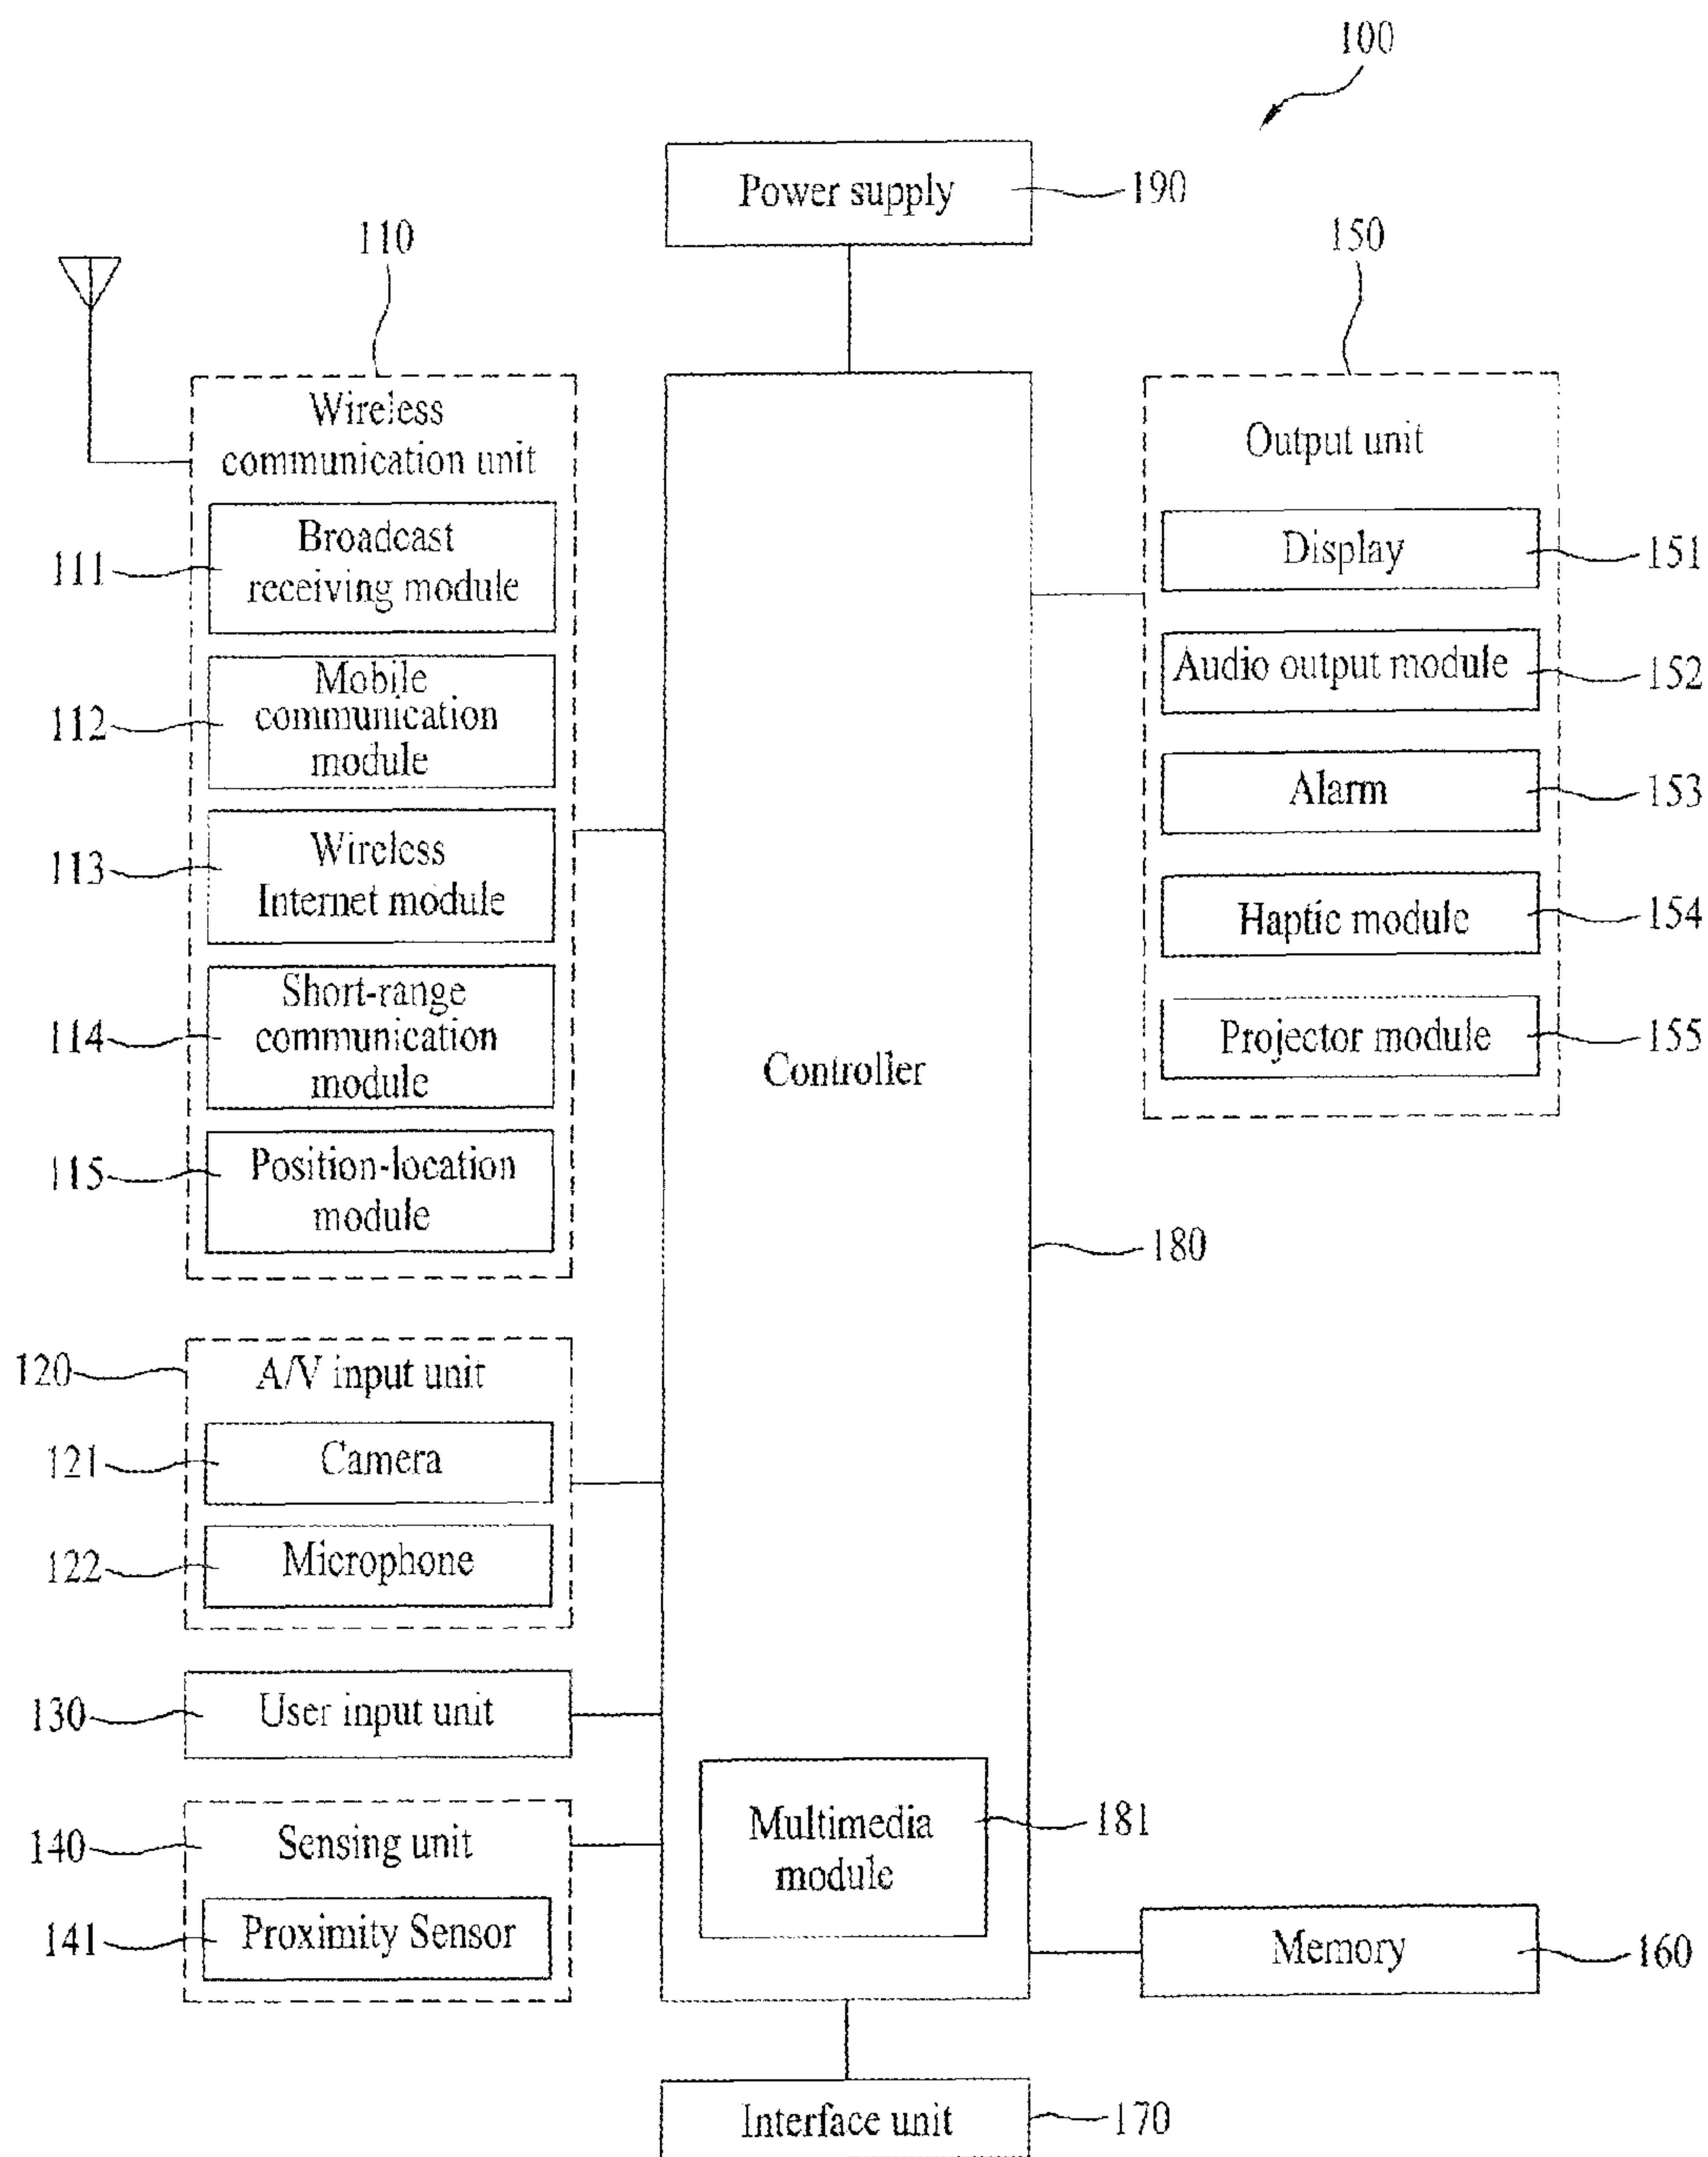 100
Power supply
190
110
150
Wireless
communication unit
Output unit
Broadcast
receiving module
111
Display
151
Mobile
communication
module
112
Audio output module
152
Wireless
Internet module
113
Alarm
153
Short-range
communication
module
114
Haptic module
154
Position-location
module
115
Projector module
155
Controller
180
120
A/V input unit
121
Camera
122
Microphone
130
User input unit
140
Sensing unit
141
Proximity Sensor
Multimedia
module
181
Memory
160
Interface unit
170